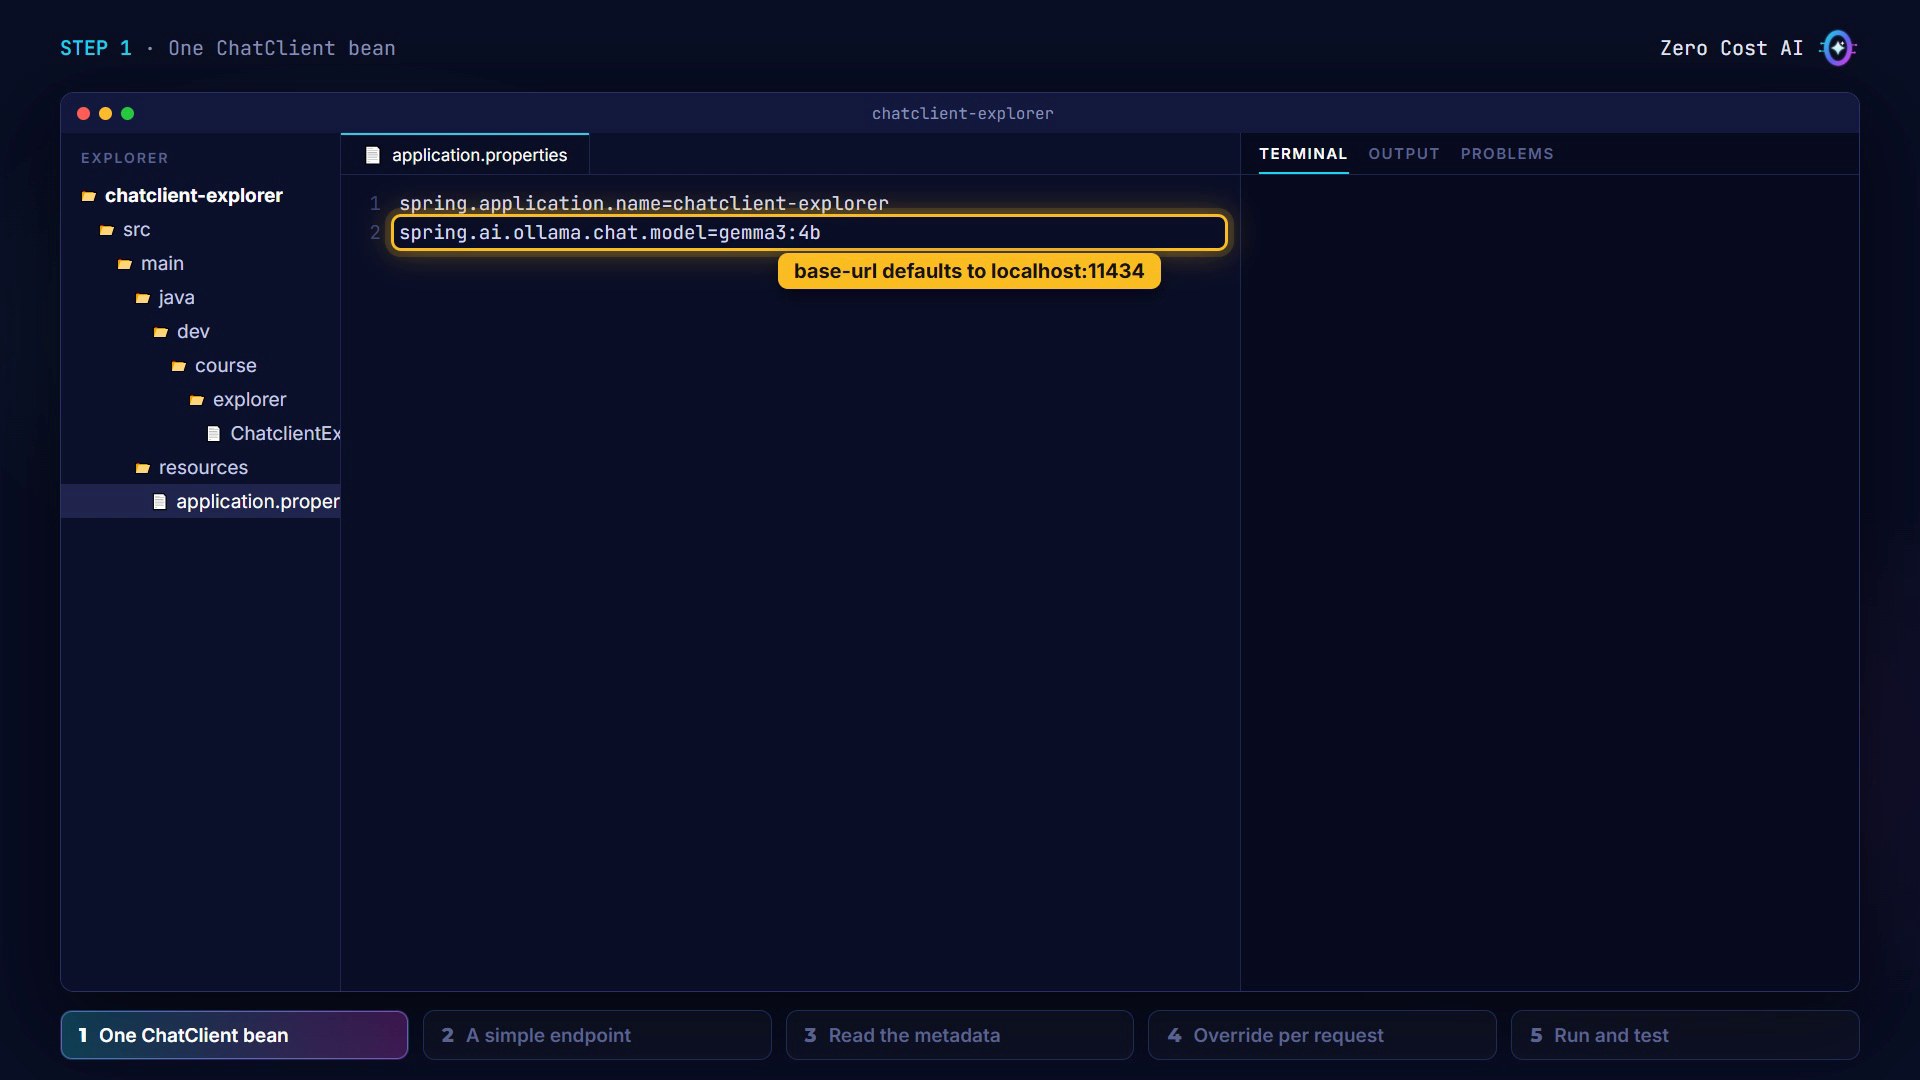 STEP 1 · One ChatClient bean
Zero Cost AI
chatclient-explorer
EXPLORER
chatclient-explorer
src
main
java
dev
course
explorer
ChatclientEx
resources
application.proper
application.properties
1 spring.application.name=chatclient-explorer
2 spring.ai.ollama.chat.model=gemma3:4b
base-url defaults to localhost:11434
TERMINAL OUTPUT PROBLEMS
1 One ChatClient bean
2 A simple endpoint
3 Read the metadata
4 Override per request
5 Run and test